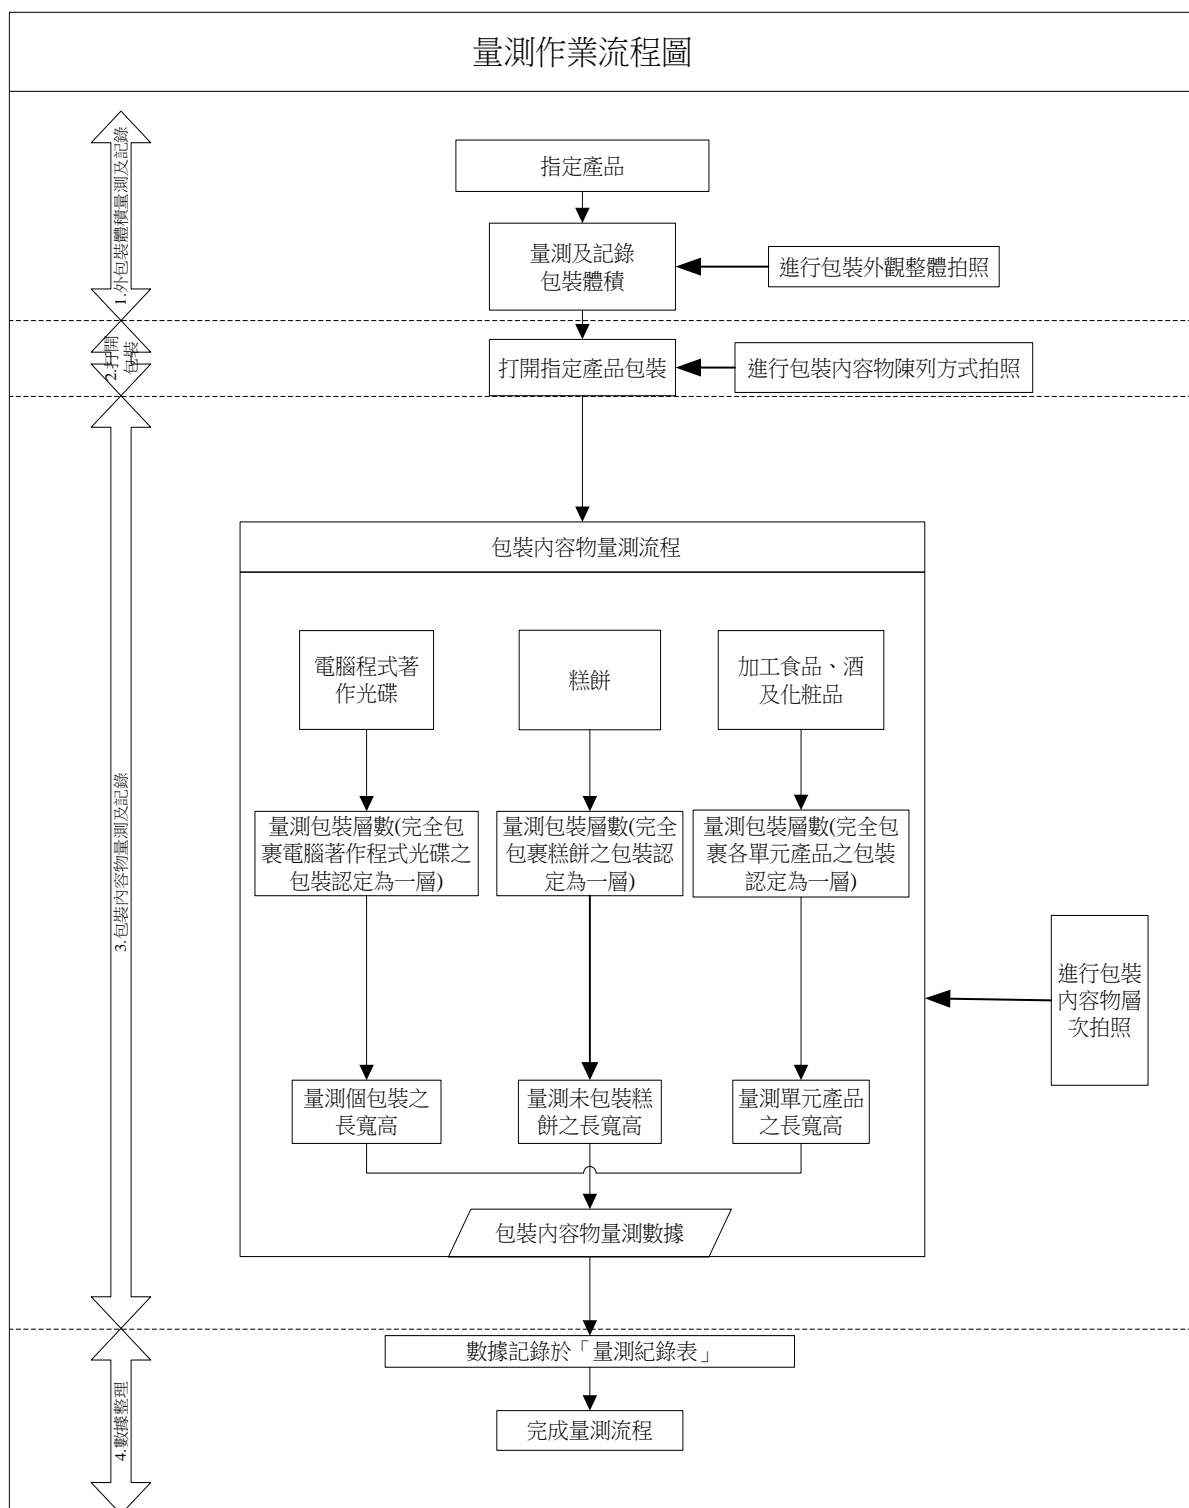 量測作業流程圖
1.外包裝體積量測及記錄
指定產品
量測及記錄
包裝體積
進行包裝外觀整體拍照
2.打開
包裝
打開指定產品包裝
進行包裝內容物陳列方式拍照
3.包裝內容物量測及記錄
包裝內容物量測流程
電腦程式著
作光碟
糕餅
加工食品、酒
及化粧品
量測包裝層數(完全包
裹電腦著作程式光碟之
包裝認定為一層)
量測包裝層數(完全
包裹糕餅之包裝認
定為一層)
量測包裝層數(完全包
裹各單元產品之包裝
認定為一層)
進行包裝
內容物層
次拍照
量測個包裝之
長寬高
量測未包裝糕
餅之長寬高
量測單元產品
之長寬高
包裝內容物量測數據
4.數據整理
數據記錄於「量測紀錄表」
完成量測流程